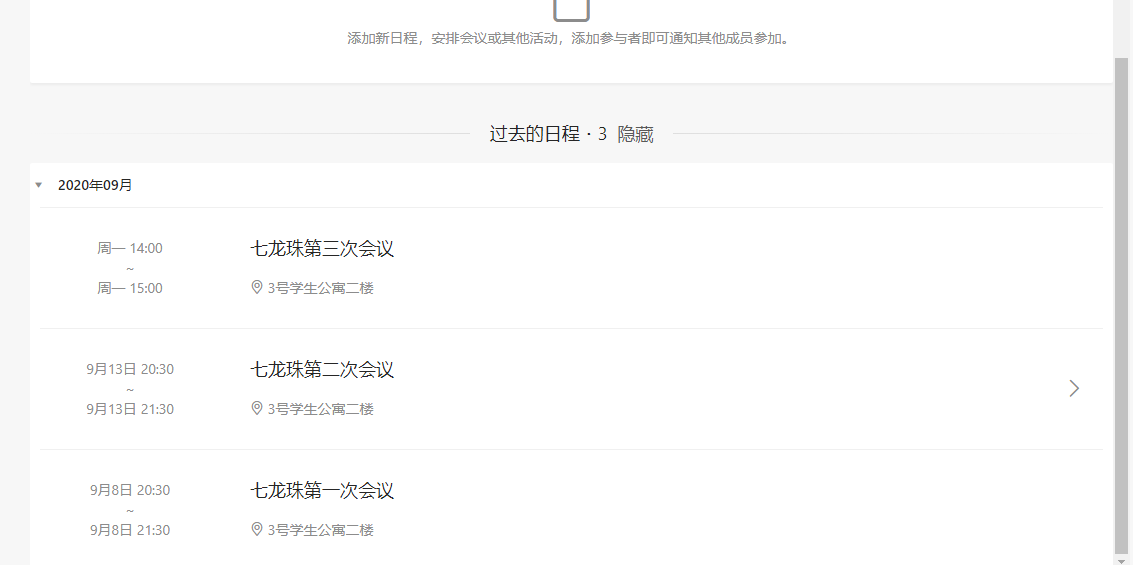 添加新日程，安排会议或其他活动，添加参与者即可通知其他成员参加。
过去的日程 · 3 隐藏
2020年09月
周一 14:00
~
周一 15:00
七龙珠第三次会议
3号学生公寓二楼
9月13日 20:30
~
9月13日 21:30
七龙珠第二次会议
3号学生公寓二楼
9月8日 20:30
~
9月8日 21:30
七龙珠第一次会议
3号学生公寓二楼